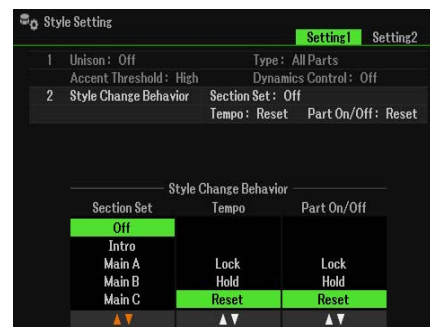 Style Setting
Setting1 Setting2
1 Unison: Off Type: All Parts
Accent Threshold: High Dynamics Control: Off
2 Style Change Behavior Section Set: Off
Tempo: Reset Part On/Off: Reset
Style Change Behavior
Section Set Tempo Part On/Off
Off
Intro
Main A Lock Lock
Main B Hold Hold
Main C Reset Reset